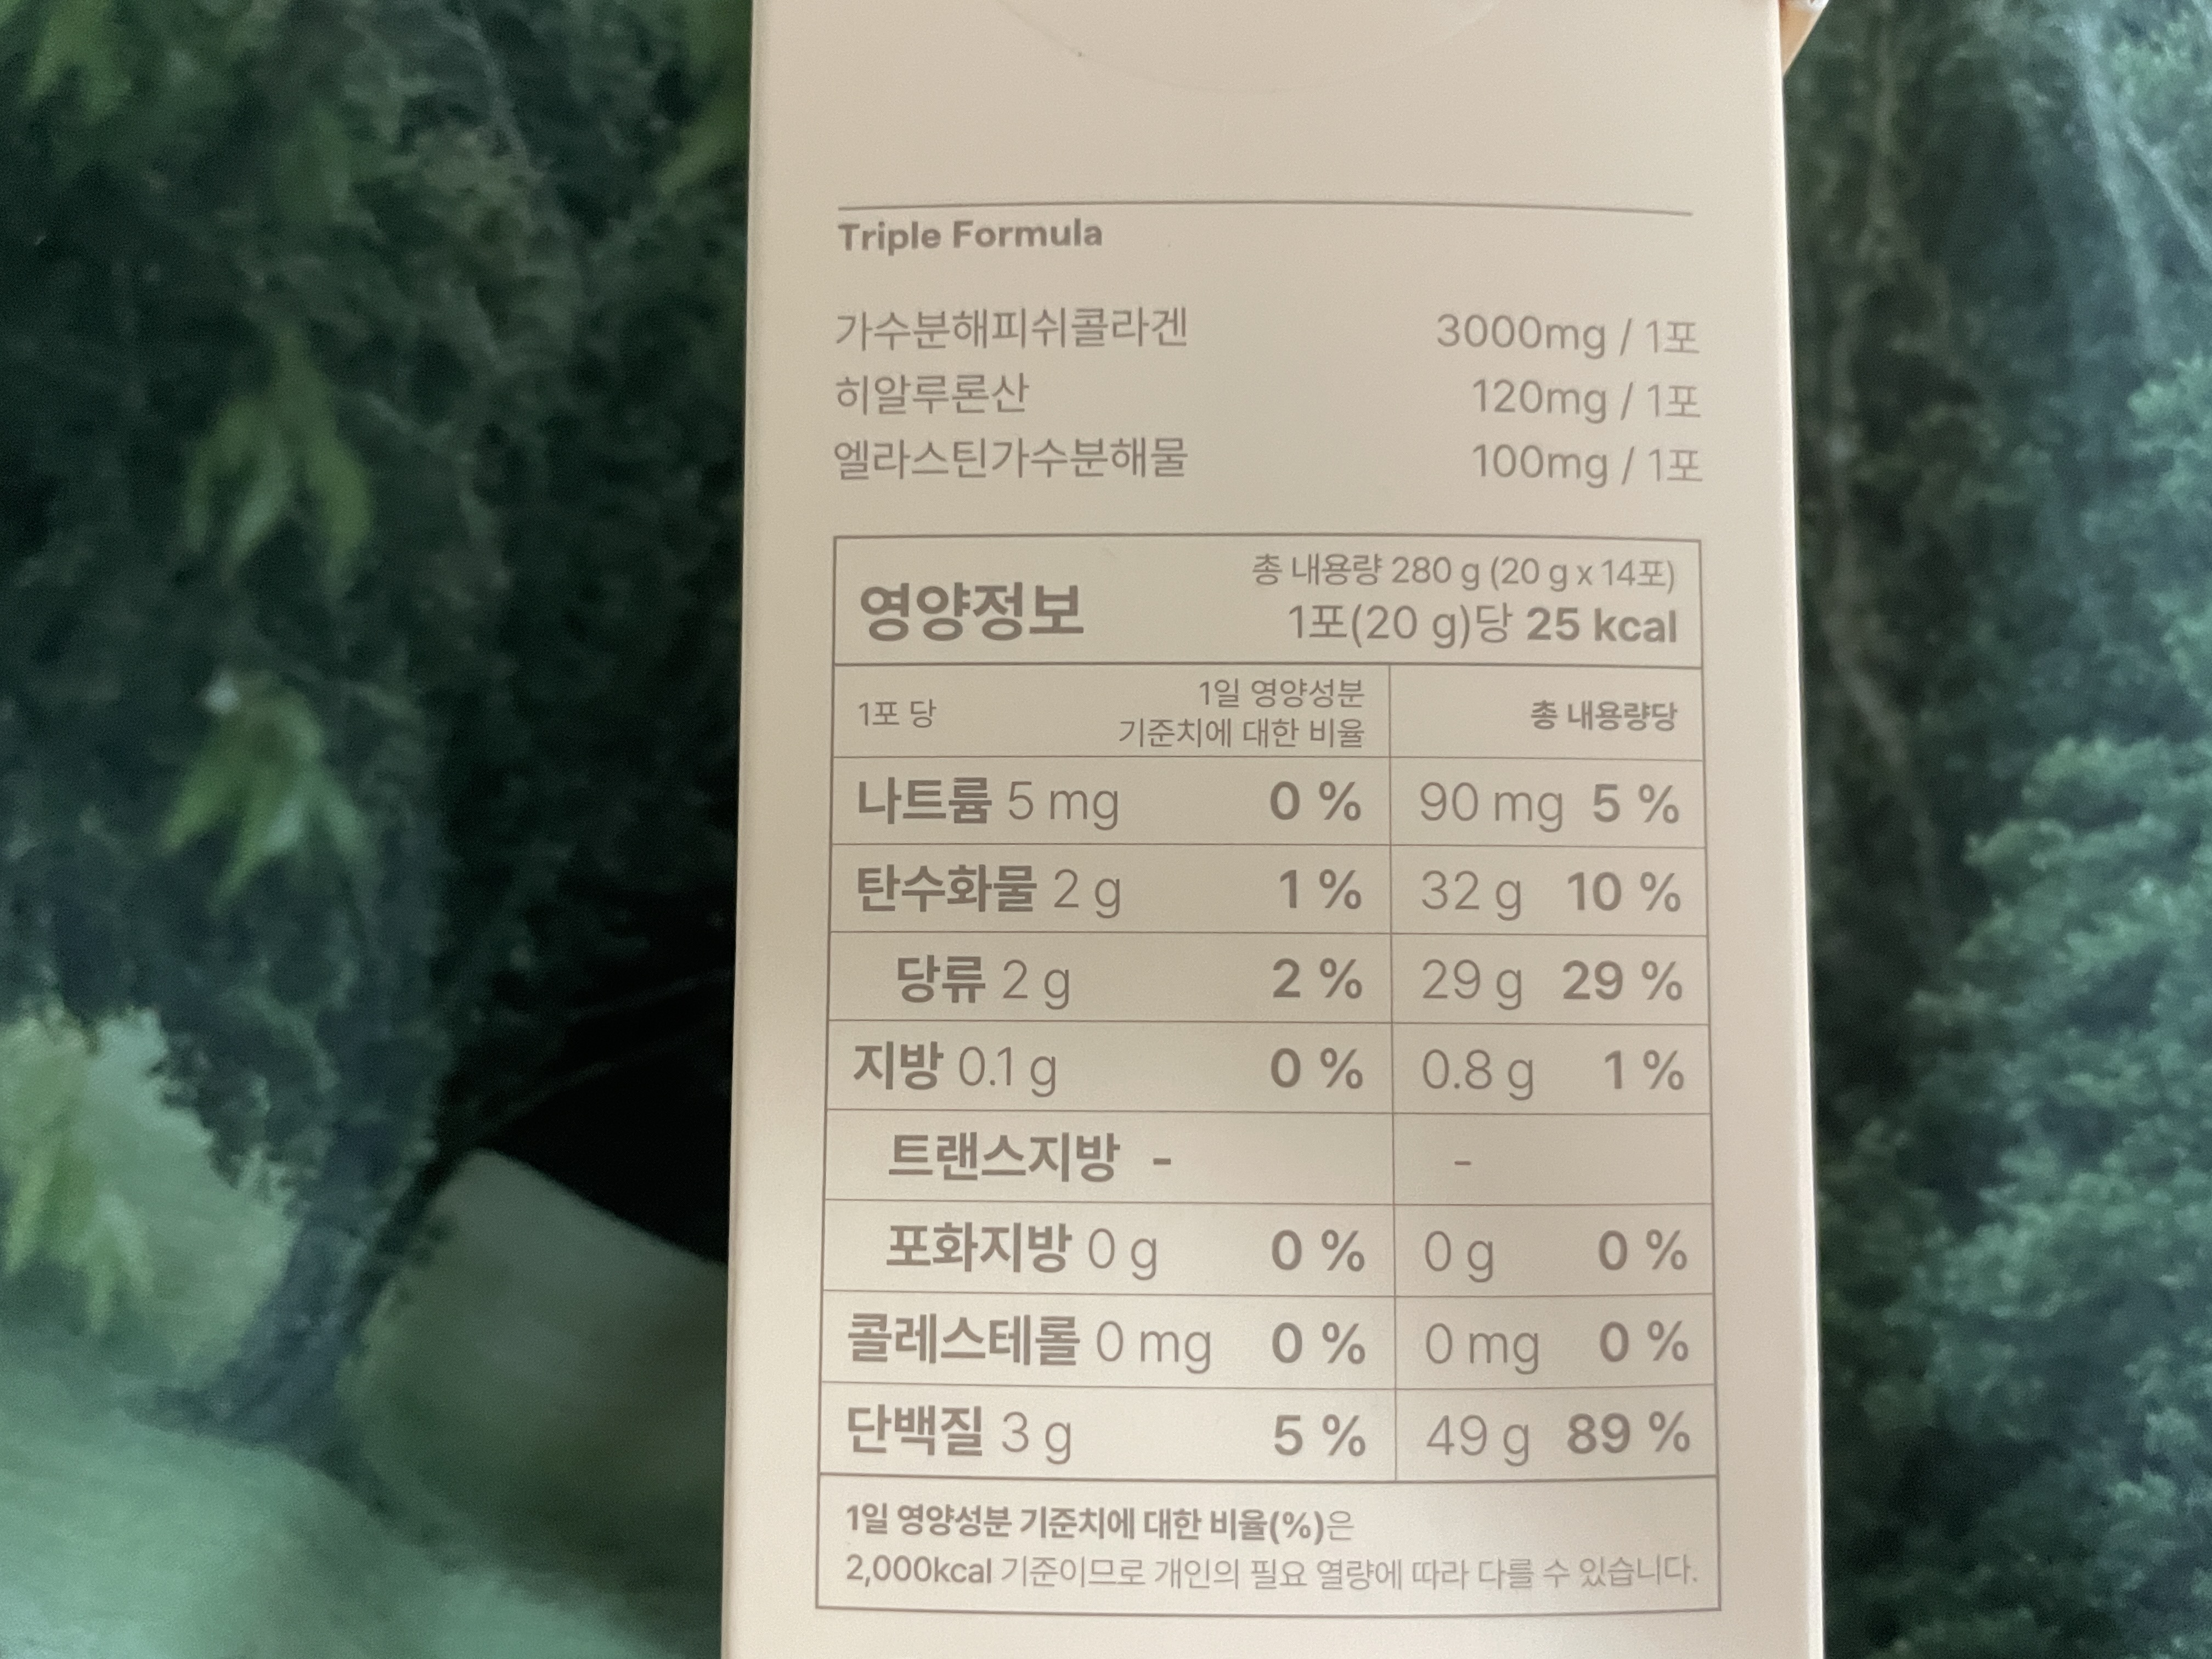 Triple Formula
가수분해피쉬콜라겐 3000mg / 1포
히알루론산 120mg / 1포
엘라스틴가수분해물 100mg / 1포
영양정보
총 내용량 280 g (20 g x 14포)
1포(20 g)당 25 kcal
1포 당
1일 영양성분
기준치에 대한 비율
총 내용량당
나트륨 5 mg 0 % 90 mg 5 %
탄수화물 2 g 1 % 32 g 10 %
당류 2 g 2 % 29 g 29 %
지방 0.1 g 0 % 0.8 g 1 %
트랜스지방 - -
포화지방 0 g 0 % 0 g 0 %
콜레스테롤 0 mg 0 % 0 mg 0 %
단백질 3 g 5 % 49 g 89 %
1일 영양성분 기준치에 대한 비율(%)은
2,000kcal 기준이므로 개인의 필요 열량에 따라 다를 수 있습니다.